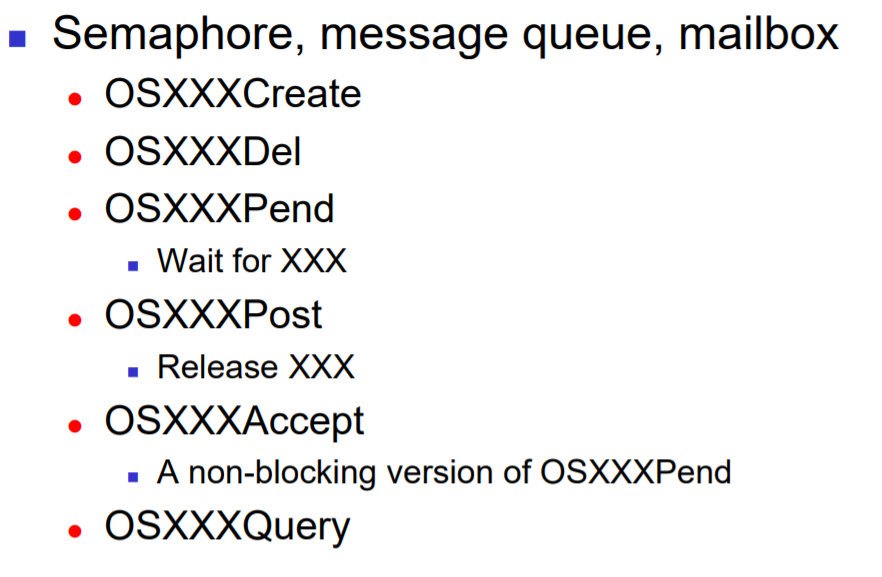 Semaphore, message queue, mailbox
OSXXXCreate
OSXXXDel
OSXXXPend
Wait for XXX
OSXXXPost
Release XXX
OSXXXAccept
A non-blocking version of OSXXXPend
OSXXXQuery